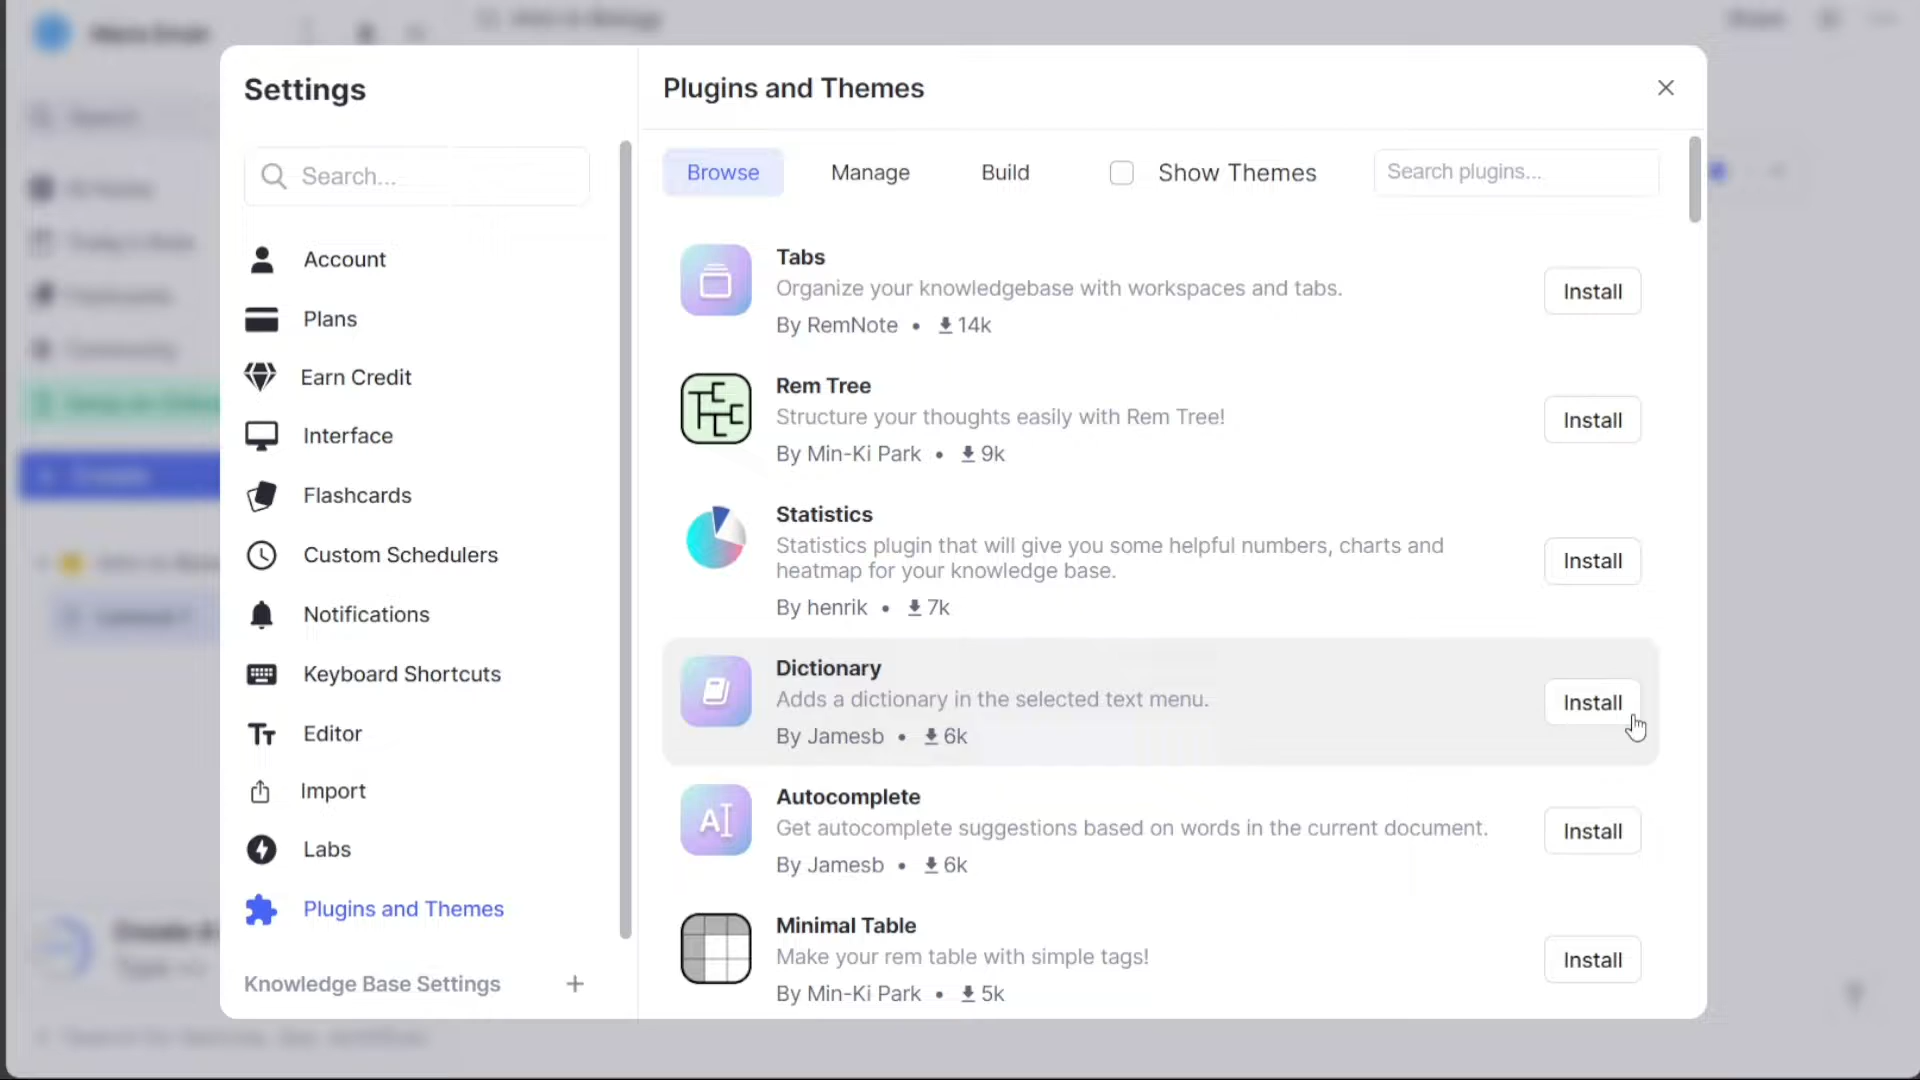 Settings
Search...
Account
Plans
Earn Credit
Interface
Flashcards
Custom Schedulers
Notifications
Keyboard Shortcuts
Editor
Import
Labs
Plugins and Themes
Knowledge Base Settings
Plugins and Themes
Browse Manage Build Show Themes Search plugins...
Tabs
Organize your knowledgebase with workspaces and tabs.
By RemNote • 14k
Install
Rem Tree
Structure your thoughts easily with Rem Tree!
By Min-Ki Park • 9k
Install
Statistics
Statistics plugin that will give you some helpful numbers, charts and
heatmap for your knowledge base.
By henrik • 7k
Install
Dictionary
Adds a dictionary in the selected text menu.
By Jamesb • 6k
Install
Autocomplete
Get autocomplete suggestions based on words in the current document.
By Jamesb • 6k
Install
Minimal Table
Make your rem table with simple tags!
By Min-Ki Park • 5k
Install